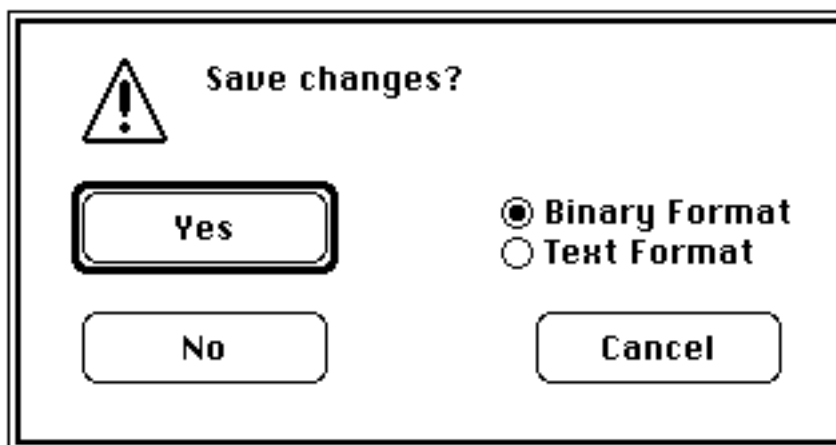 Save changes?
Yes
Binary Format
Text Format
No
Cancel